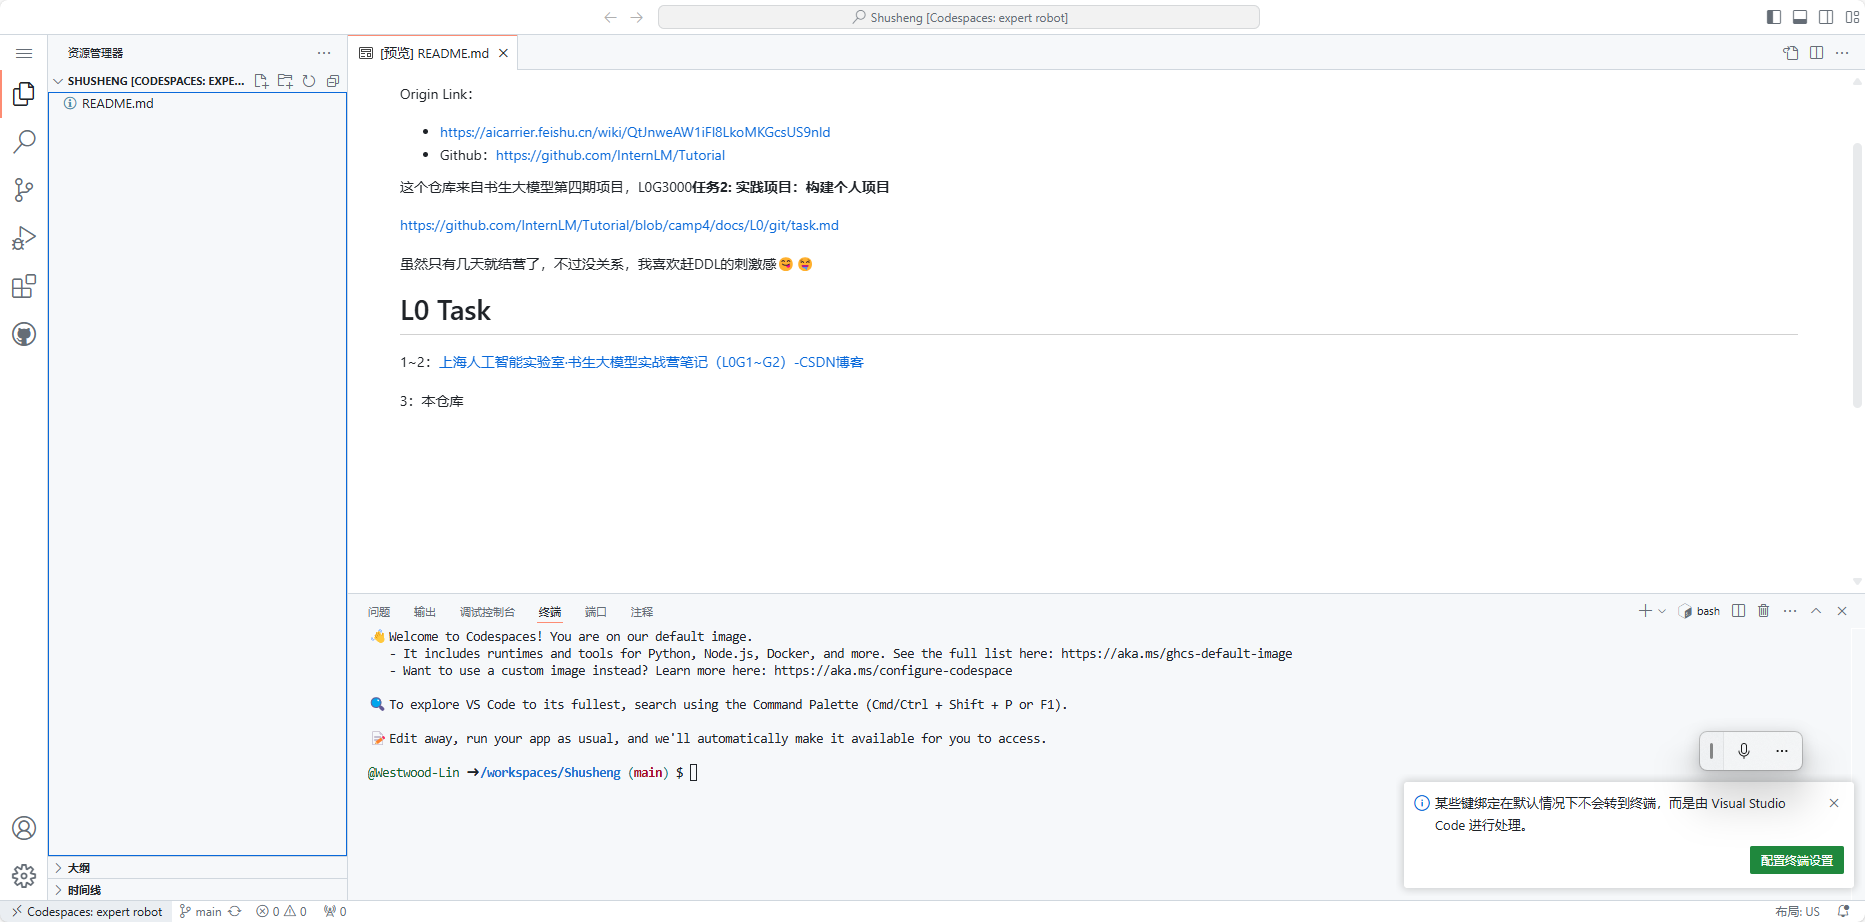 Shusheng [Codespaces: expert robot]
资源管理器
[预览] README.md
SHUSHENG [CODESPACES: EXPE...
README.md
Origin Link：
https://aicarrier.feishu.cn/wiki/QtJnweAW1iFl8LkoMKGcsUS9nld
Github：https://github.com/InternLM/Tutorial
这个仓库来自书生大模型第四期项目，L0G3000任务2: 实践项目：构建个人项目
https://github.com/InternLM/Tutorial/blob/camp4/docs/L0/git/task.md
虽然只有几天就结营了，不过没关系，我喜欢赶DDL的刺激感😋😝
L0 Task
1~2：上海人工智能实验室·书生大模型实战营笔记（L0G1~G2）-CSDN博客
3：本仓库
问题 输出 调试控制台 终端 端口 注释
bash
👋 Welcome to Codespaces! You are on our default image.
- It includes runtimes and tools for Python, Node.js, Docker, and more. See the full list here: https://aka.ms/ghcs-default-image
- Want to use a custom image instead? Learn more here: https://aka.ms/configure-codespace
🔍 To explore VS Code to its fullest, search using the Command Palette (Cmd/Ctrl + Shift + P or F1).
📝 Edit away, run your app as usual, and we'll automatically make it available for you to access.
@Westwood-Lin ➜/workspaces/Shusheng (main) $
某些键绑定在默认情况下不会转到终端，而是由 Visual Studio
Code 进行处理。
配置终端设置
大纲
时间线
Codespaces: expert robot
main
0 0
0
布局: US